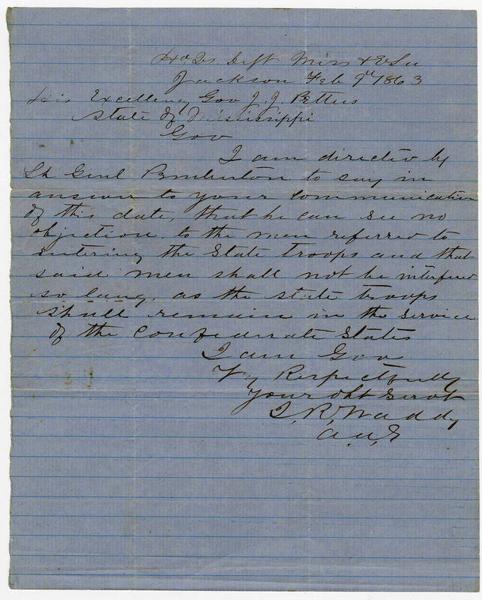 Hd Qrs Dept Miss & E La
Jackson Feb 9th 1863
His Excellency Gov J. J. Pettus
State of Mississippi
Gov
I am directed by
Lt Genl Pemberton to say in
answer to your communication
of this date, that he can see no
objection to the men referred to
entering the State troops and that
said men shall not be interfered
so long, as the state troops
shall remain in the service
of the Confederate States
I am Gov
Vy Respectfully
Your Obt Servt
J. R. Waddy
A.A.G